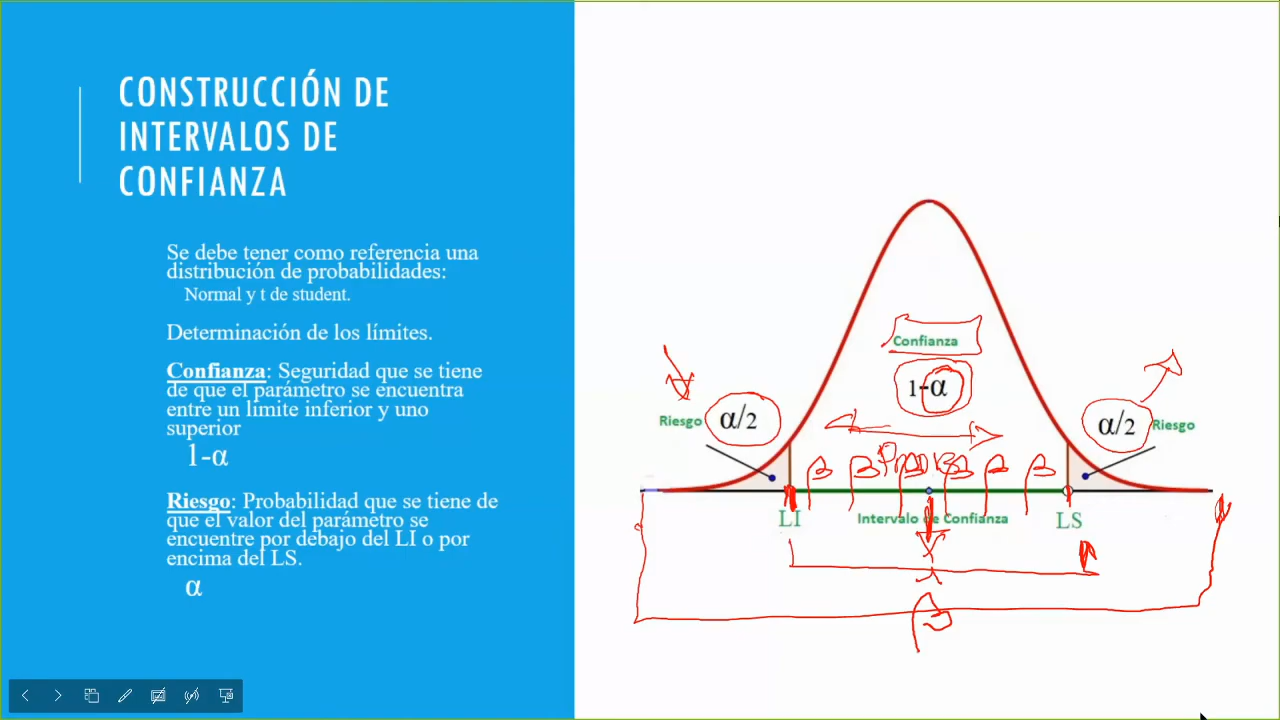 CONSTRUCCIÓN DE
INTERVALOS DE
CONFIANZA
Se debe tener como referencia una
distribución de probabilidades:
Normal y t de student.
Determinación de los límites.
Confianza: Seguridad que se tiene
de que el parámetro se encuentra
entre un límite inferior y uno
superior
1-α
Riesgo: Probabilidad que se tiene de
que el valor del parámetro se
encuentre por debajo del LI o por
encima del LS.
α
Confianza
1-α
Riesgo α/2
α/2 Riesgo
β β β β β β
LI Intervalo de Confianza LS
β